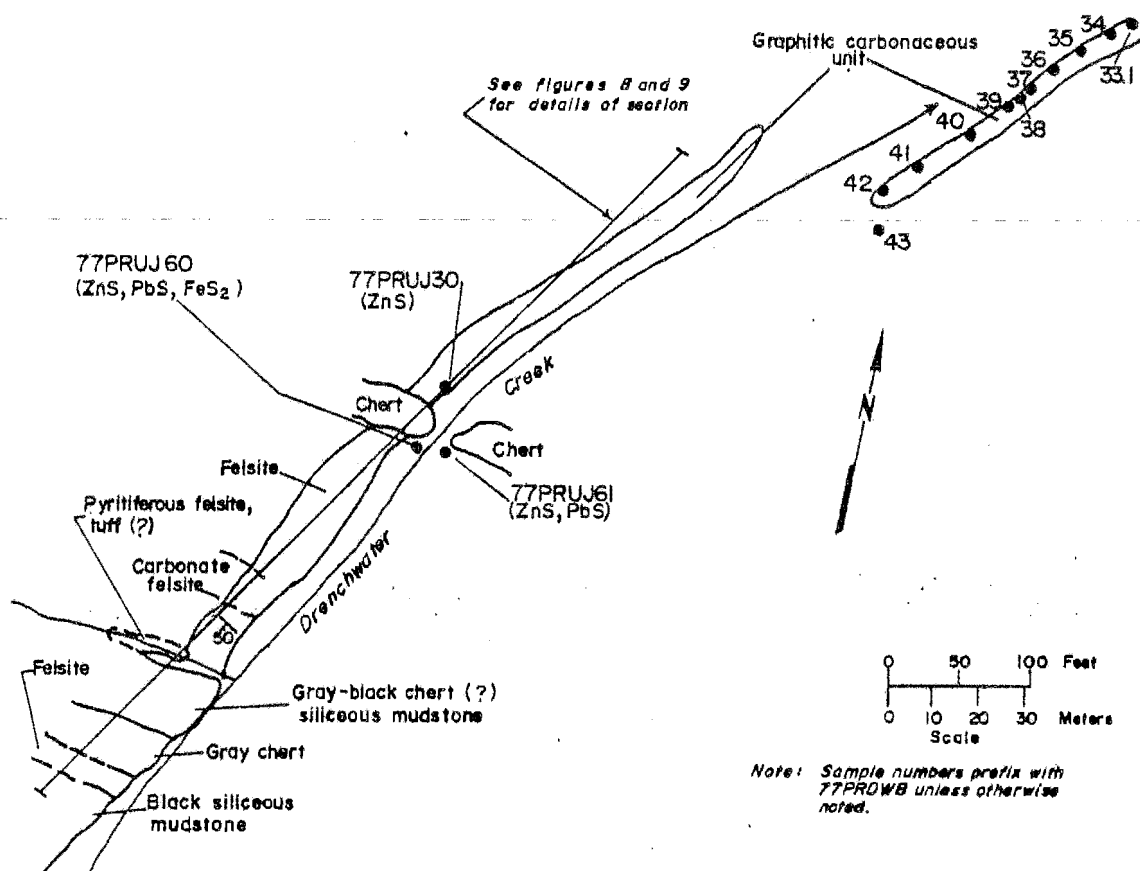 34
35
33.1
Graphitic carbonaceous
unit
36
37
39
38
See figures 8 and 9
for details of section
40
41
42
43
77PRUJ60
(ZnS, PbS, FeS₂)
77PRUJ30
(ZnS)
Creek
N
Chert
Chert
Felsite
77PRUJ61
(ZnS, PbS)
Pyritiferous felsite,
tuff (?)
Carbonate
felsite
Drenchwater
50
Felsite
0 50 100 Feet
0 10 20 30 Meters
Scale
Gray-black chert (?)
siliceous mudstone
Gray chert
Note: Sample numbers prefix with
77PRDWB unless otherwise
noted.
Black siliceous
mudstone